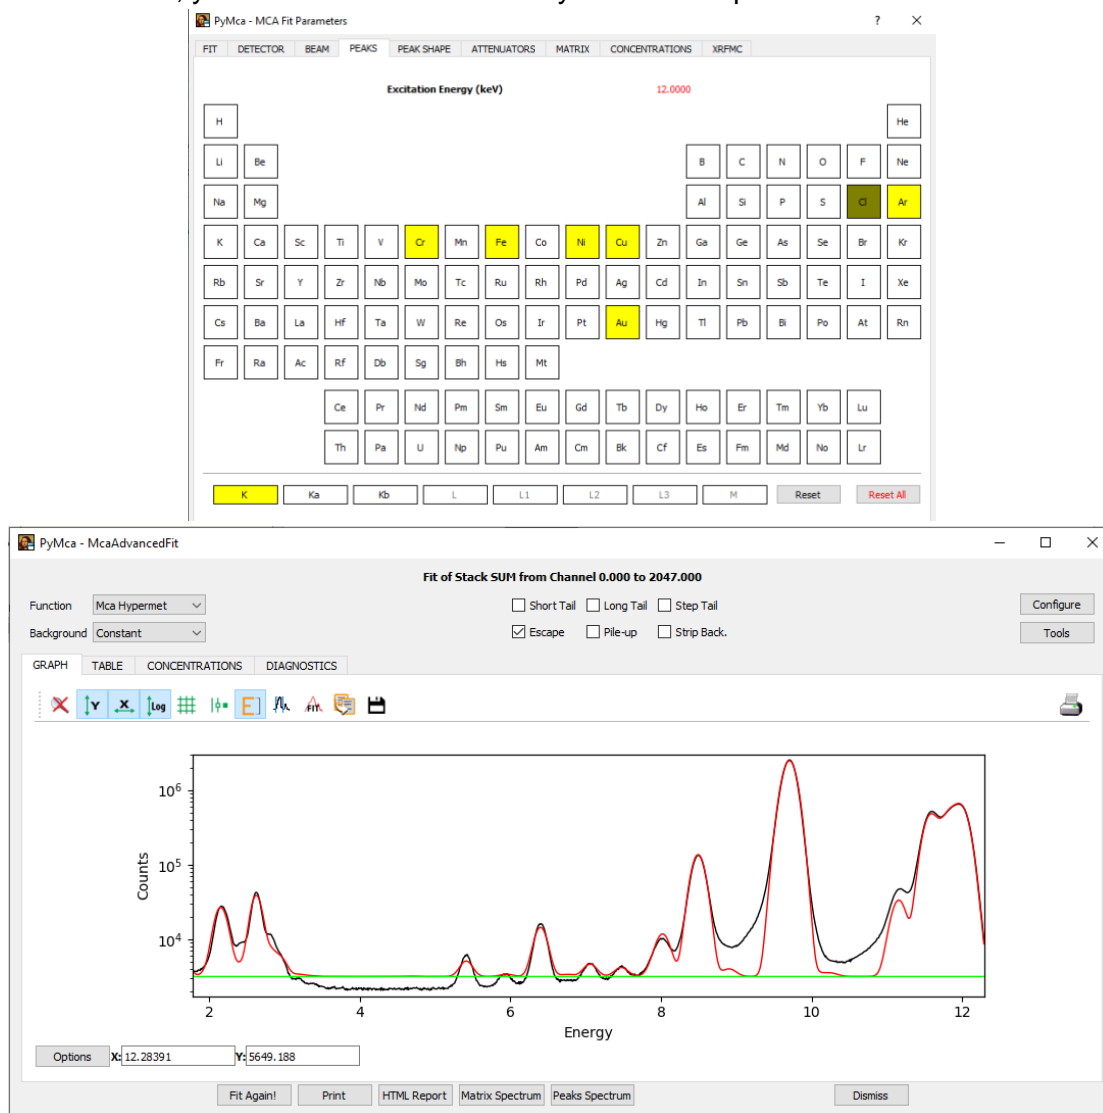 PyMca - MCA Fit Parameters ? ×
FIT DETECTOR BEAM PEAKS PEAK SHAPE ATTENUATORS MATRIX CONCENTRATIONS XRFMC
Excitation Energy (keV) 12.0000
H He
Li Be B C N O F Ne
Na Mg Al Si P S Cl Ar
K Ca Sc Ti V Cr Mn Fe Co Ni Cu Zn Ga Ge As Se Br Kr
Rb Sr Y Zr Nb Mo Tc Ru Rh Pd Ag Cd In Sn Sb Te I Xe
Cs Ba La Hf Ta W Re Os Ir Pt Au Hg Tl Pb Bi Po At Rn
Fr Ra Ac Rf Db Sg Bh Hs Mt
Ce Pr Nd Pm Sm Eu Gd Tb Dy Ho Er Tm Yb Lu
Th Pa U Np Pu Am Cm Bk Cf Es Fm Md No Lr
K Ka Kb L L1 L2 L3 M Reset Reset All
PyMca - McaAdvancedFit
Fit of Stack SUM from Channel 0.000 to 2047.000
Function Mca Hypermet Short Tail Long Tail Step Tail Configure
Background Constant Escape Pile-up Strip Back. Tools
GRAPH TABLE CONCENTRATIONS DIAGNOSTICS
Y X Log E] FIT
10⁶
10⁵
10⁴
Counts
2 4 6 8 10 12
Energy
Options X: 12.28391 Y: 5649.188
Fit Again! Print HTML Report Matrix Spectrum Peaks Spectrum Dismiss